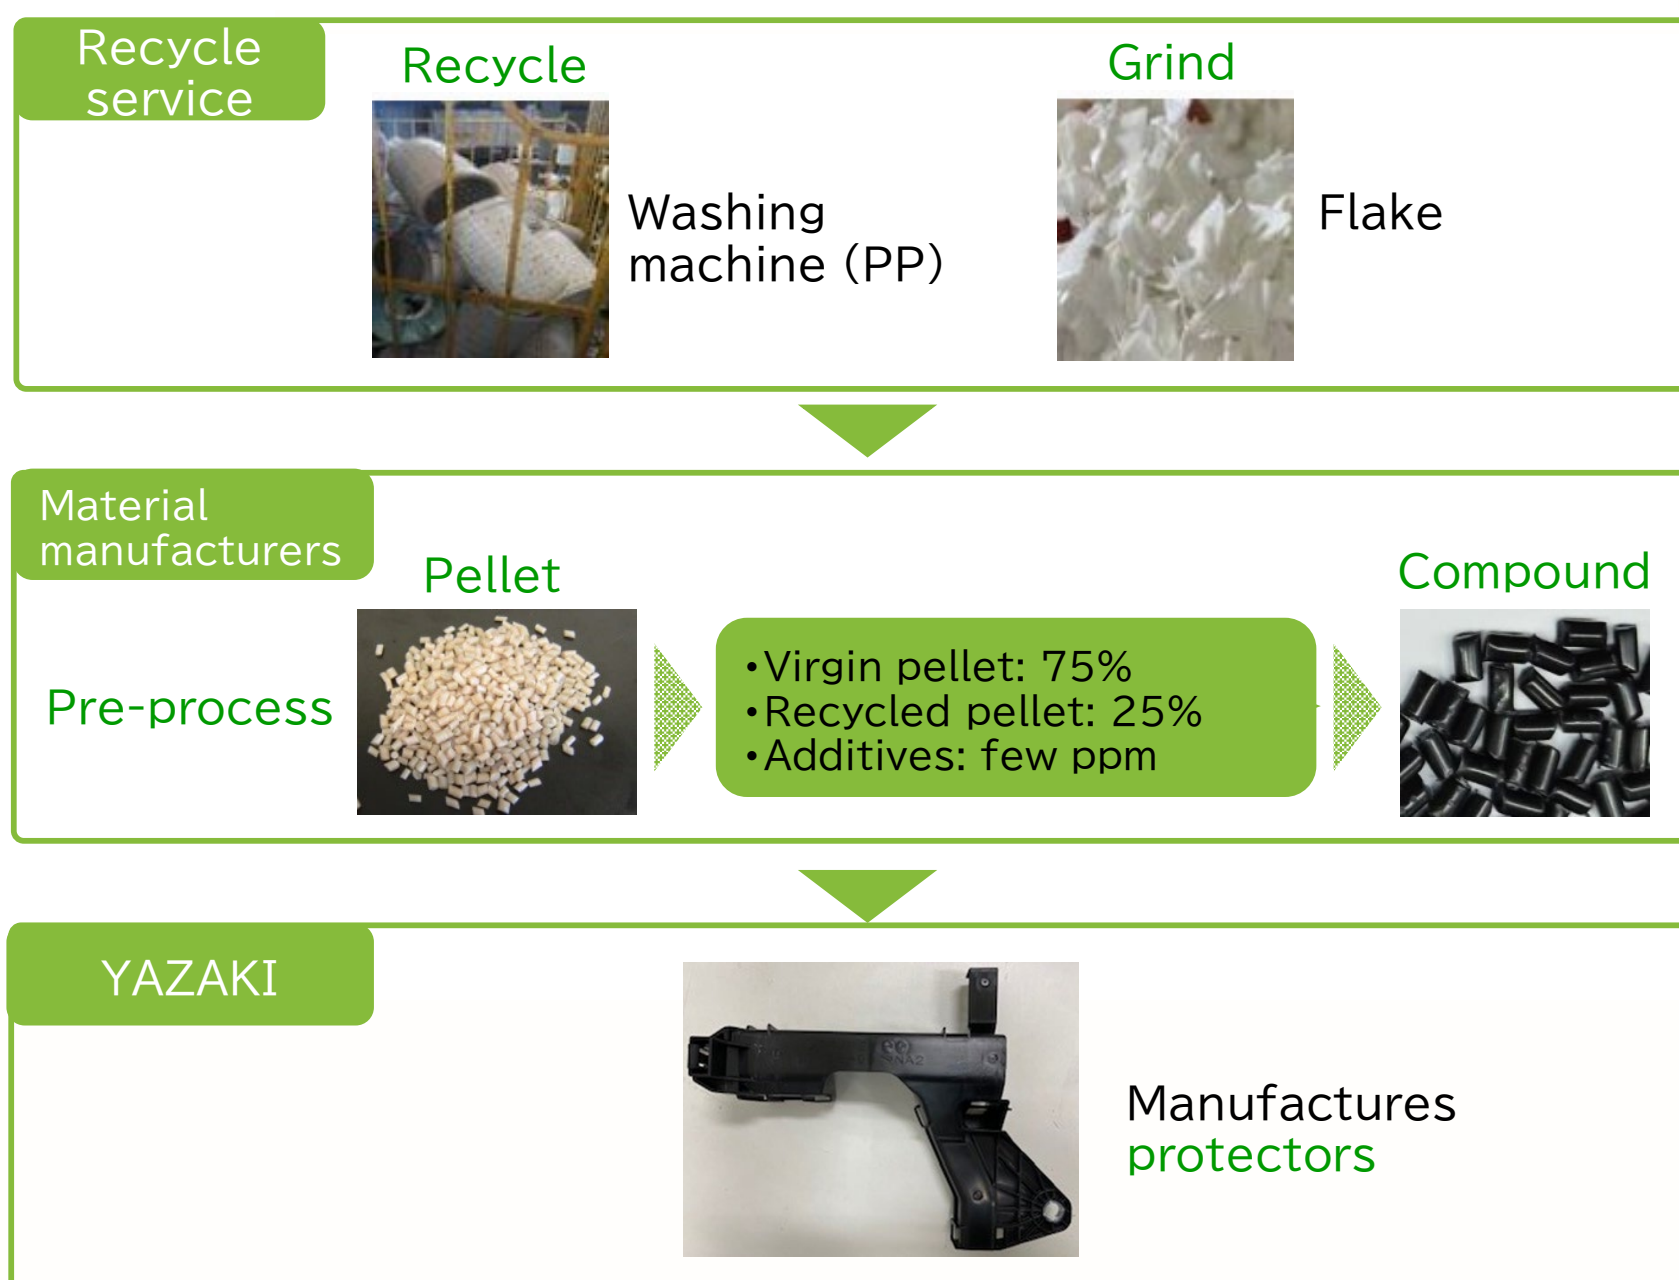 Recycle
service
Recycle
Washing
machine (PP)
Grind
Flake
Material
manufacturers
Pre-process
Pellet
•Virgin pellet: 75%
•Recycled pellet: 25%
•Additives: few ppm
Compound
YAZAKI
Manufactures
protectors